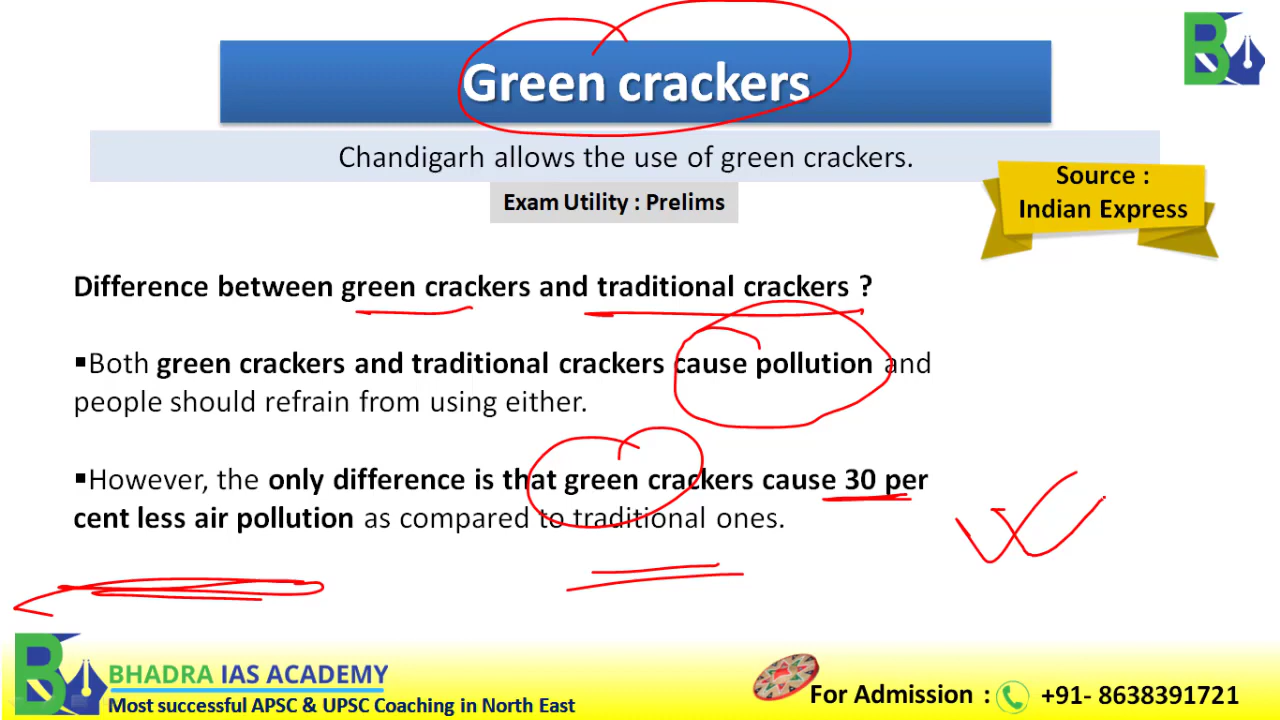 Green crackers
Chandigarh allows the use of green crackers.
Exam Utility : Prelims
Source :
Indian Express
Difference between green crackers and traditional crackers ?
▪Both green crackers and traditional crackers cause pollution and
people should refrain from using either.
▪However, the only difference is that green crackers cause 30 per
cent less air pollution as compared to traditional ones.
BHADRA IAS ACADEMY
Most successful APSC & UPSC Coaching in North East
For Admission : +91- 8638391721